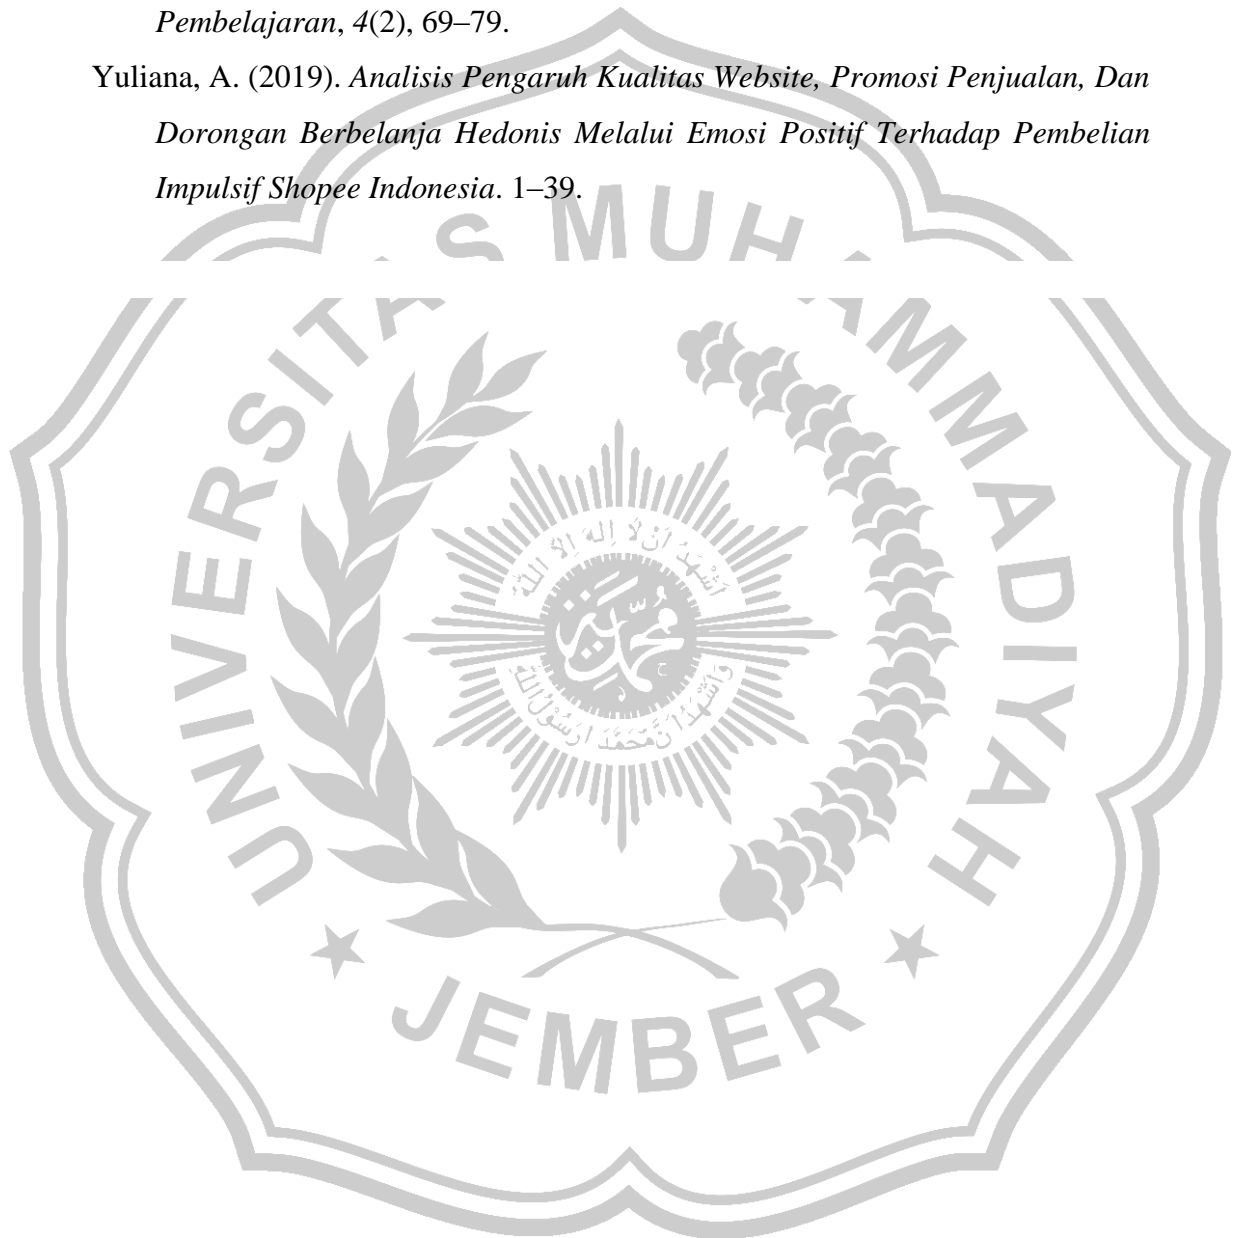 Pembelajaran, 4(2), 69–79.
Yuliana, A. (2019). Analisis Pengaruh Kualitas Website, Promosi Penjualan, Dan
Dorongan Berbelanja Hedonis Melalui Emosi Positif Terhadap Pembelian
Impulsif Shopee Indonesia. 1–39.
UNIVERSITAS MUHAMMADIYAH
JEMBER